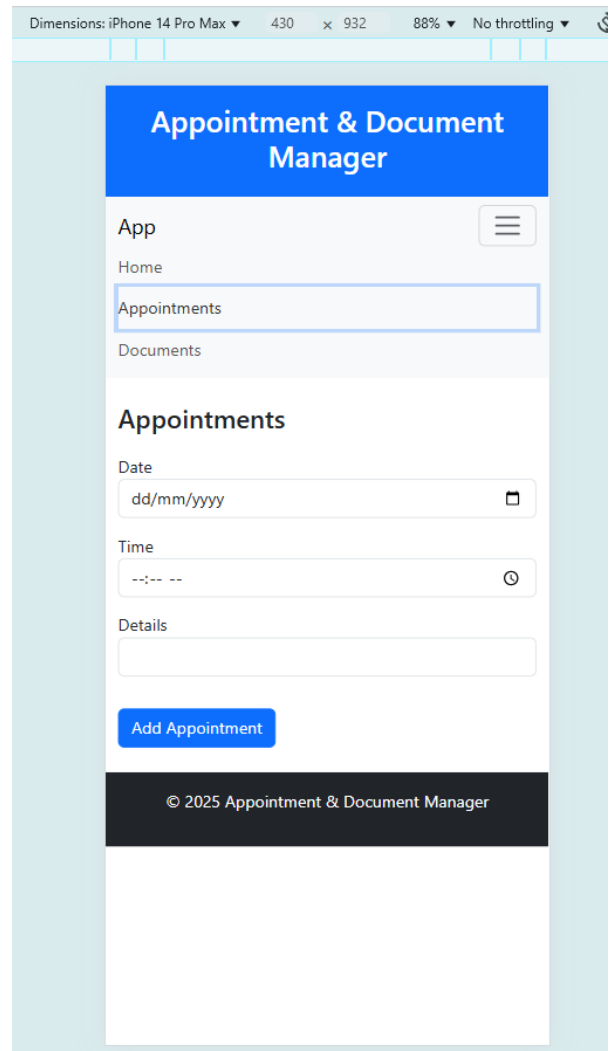 Dimensions: iPhone 14 Pro Max ▼ 430 x 932 88% ▼ No throttling ▼
Appointment & Document
Manager
App
Home
Appointments
Documents
Appointments
Date
dd/mm/yyyy
Time
--:-- --
Details
Add Appointment
© 2025 Appointment & Document Manager